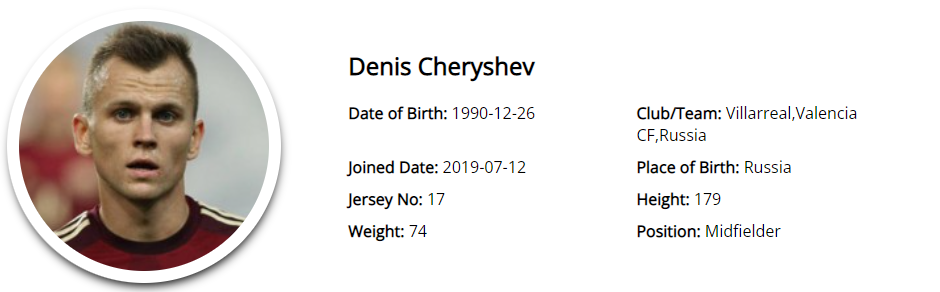 Denis Cheryshev
Date of Birth: 1990-12-26
Club/Team: Villarreal,Valencia
CF,Russia
Joined Date: 2019-07-12
Place of Birth: Russia
Jersey No: 17
Height: 179
Weight: 74
Position: Midfielder